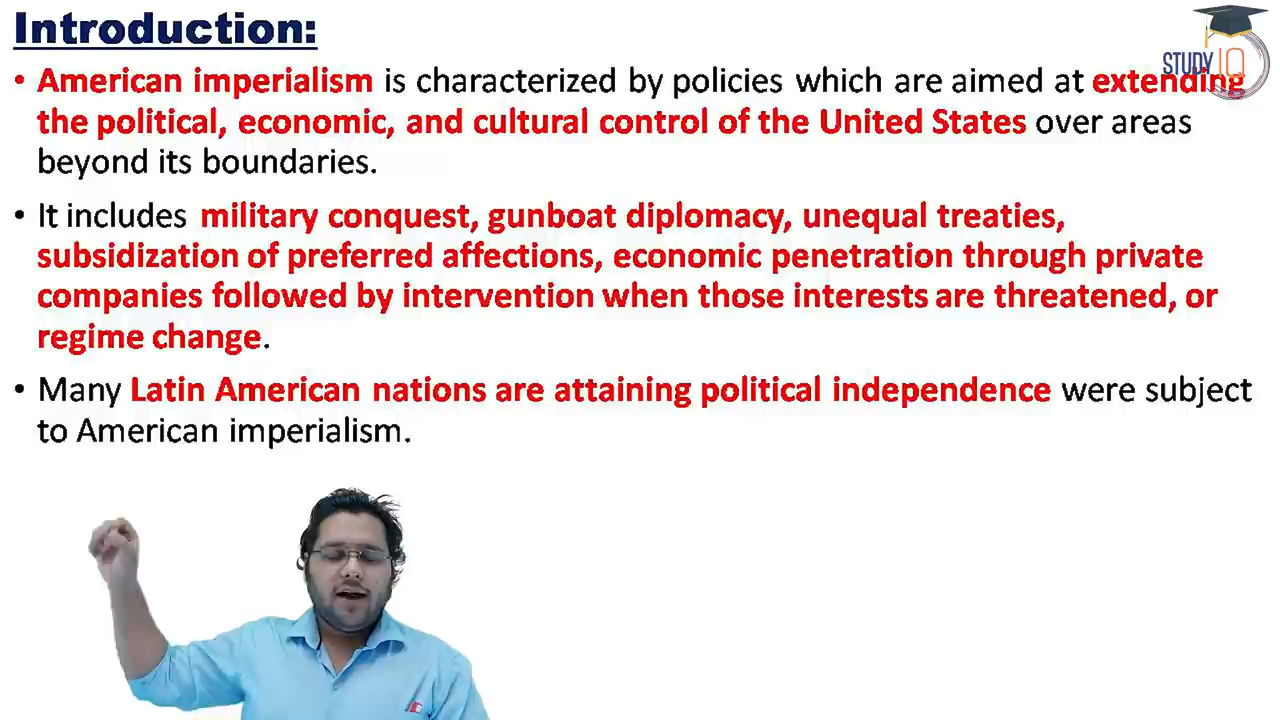 Introduction:
STUDY IQ
• American imperialism is characterized by policies which are aimed at extending
the political, economic, and cultural control of the United States over areas
beyond its boundaries.
• It includes military conquest, gunboat diplomacy, unequal treaties,
subsidization of preferred affections, economic penetration through private
companies followed by intervention when those interests are threatened, or
regime change.
• Many Latin American nations are attaining political independence were subject
to American imperialism.